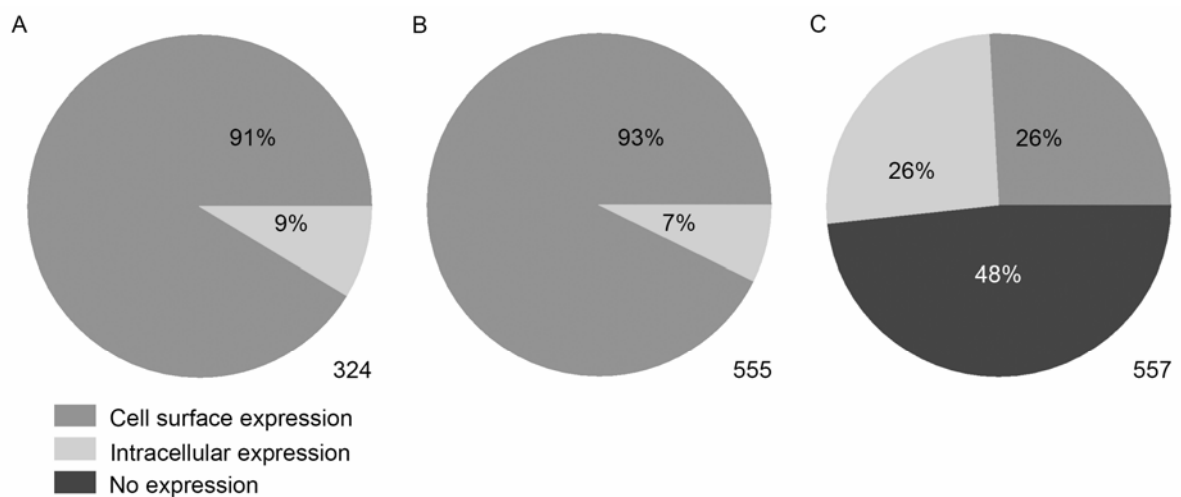 A
B
C
91%
9%
93%
7%
26%
26%
48%
324
555
557
Cell surface expression
Intracellular expression
No expression